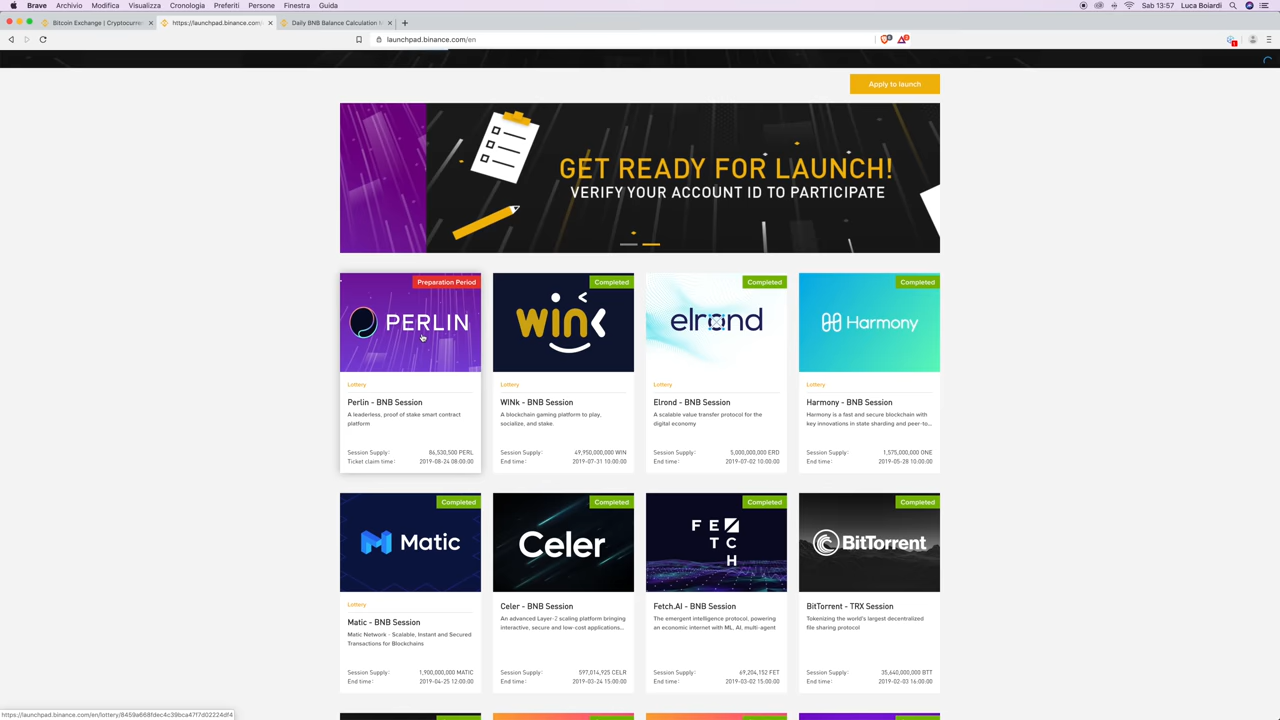 Brave Archivio Modifica Visualizza Cronologia Preferiti Persone Finestra Guida Sab 13:57 Luca Boiardi
Bitcoin Exchange | Cryptocurre https://launchpad.binance.com/ Daily BNB Balance Calculation
launchpad.binance.com/en
Apply to launch
GET READY FOR LAUNCH!
VERIFY YOUR ACCOUNT ID TO PARTICIPATE
Preparation Period
PERLIN
Lottery
Perlin - BNB Session
A leaderless, proof of stake smart contract
platform
Session Supply: 86,530,500 PERL
Ticket claim time: 2019-08-24 08:00:00
Completed
WINK
Lottery
WINk - BNB Session
A blockchain gaming platform to play,
socialize, and stake
Session Supply: 49,950,000,000 WIN
End time: 2019-07-31 10:00:00
Completed
elrond
Lottery
Elrond - BNB Session
A scalable value transfer protocol for the
digital economy
Session Supply: 5,000,000,000 ERD
End time: 2019-07-02 10:00:00
Completed
Harmony
Lottery
Harmony - BNB Session
Harmony is a fast and secure blockchain with
key innovations in state sharding and peer-to...
Session Supply: 1,575,000,000 ONE
End time: 2019-05-28 10:00:00
Completed
Matic
Lottery
Matic - BNB Session
Matic Network - Scalable, Instant and Secured
Transactions for Blockchains
Session Supply: 1,900,000,000 MATIC
End time: 2019-04-25 12:00:00
Completed
Celer
Celer - BNB Session
An advanced Layer-2 scaling platform bringing
interactive, secure and low-cost applications...
Session Supply: 597,014,925 CELR
End time: 2019-03-24 15:00:00
Completed
FETCH
Fetch.AI - BNB Session
The emergent intelligence protocol, powering
an economic internet with ML, AI, multi-agent
Session Supply: 69,204,152 FET
End time: 2019-03-02 15:00:00
Completed
BitTorrent
BitTorrent - TRX Session
Tokenizing the world's largest decentralized
file sharing protocol
Session Supply: 35,640,000,000 BTT
End time: 2019-02-03 16:00:00
https://launchpad.binance.com/en/lottery/8459a668fdec4c39bca47f7d02224df4